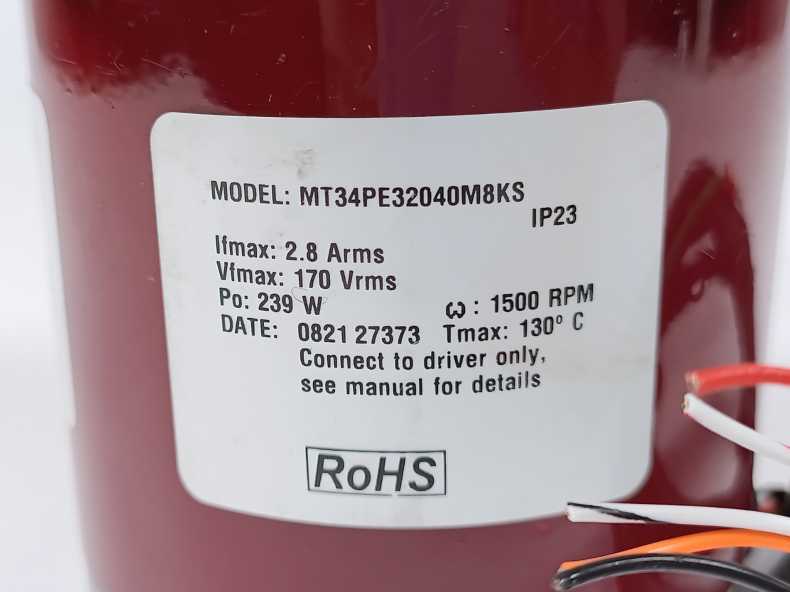 MODEL: MT34PE32040M8KS
IP23
Ifmax: 2.8 Arms
Vfmax: 170 Vrms
Po: 239 W ω: 1500 RPM
DATE: 0821 27373 Tmax: 130º C
Connect to driver only,
see manual for details
RoHS